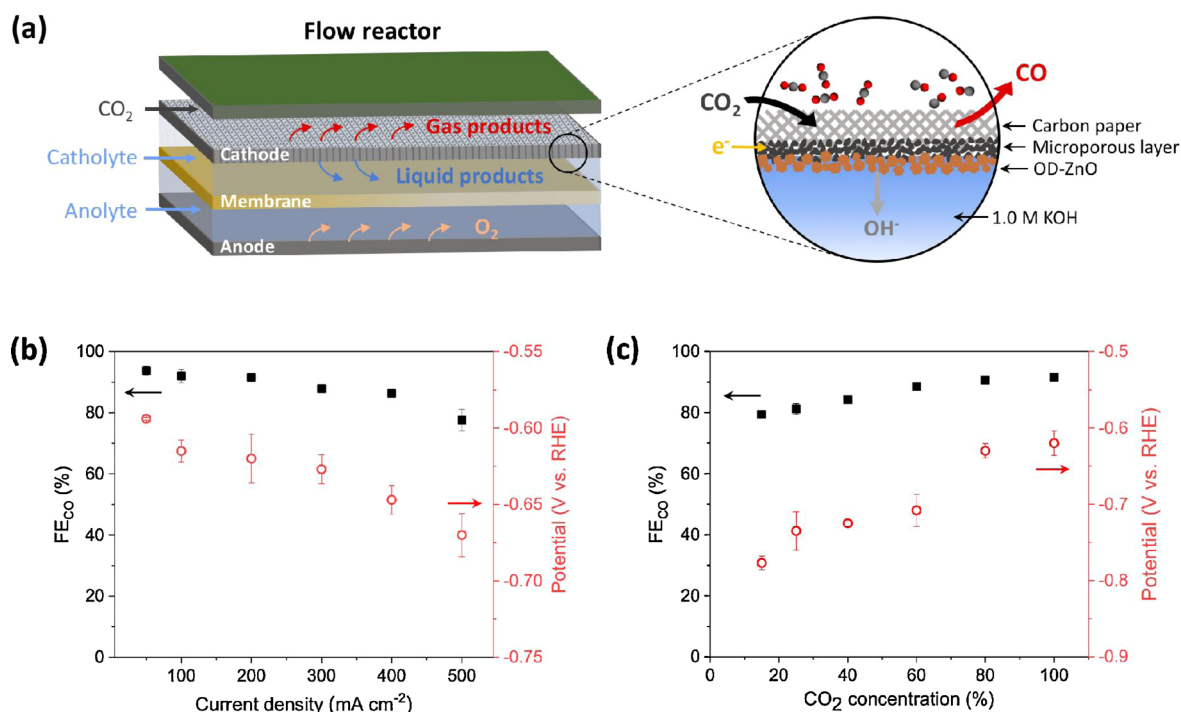 (a)
Flow reactor
CO₂
Catholyte
Anolyte
Gas products
Cathode
Liquid products
Membrane
O₂
Anode
CO₂
CO
e⁻
OH⁻
Carbon paper
Microporous layer
OD-ZnO
1.0 M KOH
(b)
100
80
60
40
20
0
FE_CO (%)
100
200
300
400
500
Current density (mA cm⁻²)
-0.55
-0.60
-0.65
-0.70
-0.75
Potential (V vs. RHE)
(c)
100
80
60
40
20
0
FE_CO (%)
0
20
40
60
80
100
CO₂ concentration (%)
-0.5
-0.6
-0.7
-0.8
-0.9
Potential (V vs. RHE)